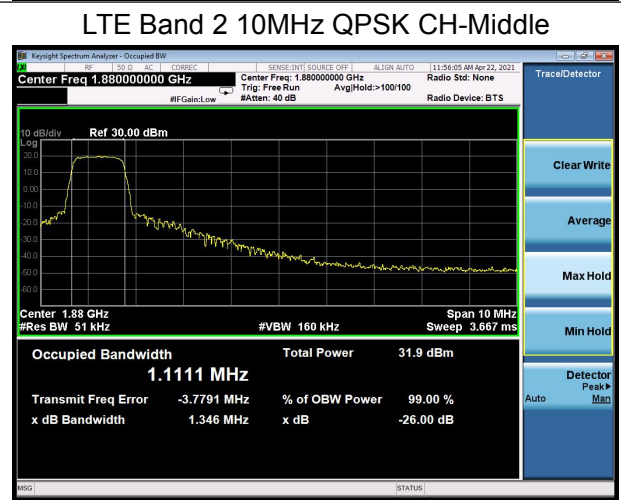 LTE Band 2 10MHz QPSK CH-Middle
Keysight Spectrum Analyzer - Occupied BW
RF 50 Ω AC CORREC SENSE:INT SOURCE OFF ALIGN AUTO 11:56:05 AM Apr 22, 2021
Center Freq 1.880000000 GHz Center Freq: 1.880000000 GHz Radio Std: None
Trig: Free Run Avg|Hold:>100/100
#IFGain:Low #Atten: 40 dB Radio Device: BTS
Trace/Detector
10 dB/div Ref 30.00 dBm
Log
20.0
10.0
0.00
-10.0
-20.0
-30.0
-40.0
-50.0
-60.0
Clear Write
Average
Max Hold
Min Hold
Detector
Peak▶
Auto Man
Center 1.88 GHz Span 10 MHz
#Res BW 51 kHz #VBW 160 kHz Sweep 3.667 ms
Occupied Bandwidth Total Power 31.9 dBm
1.1111 MHz
Transmit Freq Error -3.7791 MHz % of OBW Power 99.00 %
x dB Bandwidth 1.346 MHz x dB -26.00 dB
MSG STATUS